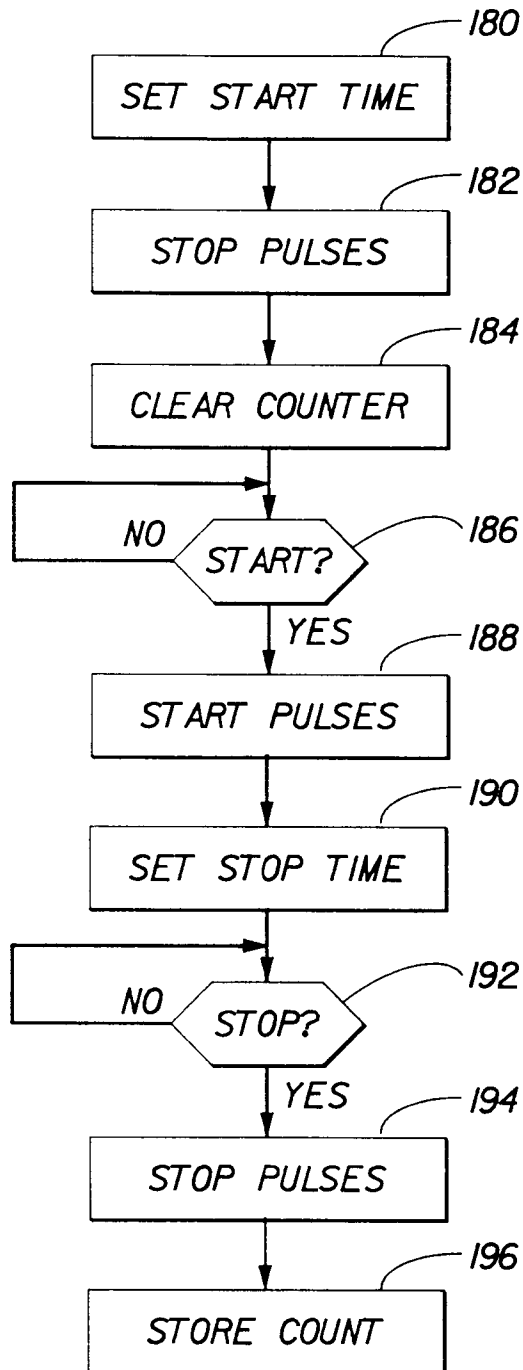 180
SET START TIME
182
STOP PULSES
184
CLEAR COUNTER
186
NO
START?
YES
188
START PULSES
190
SET STOP TIME
192
NO
STOP?
YES
194
STOP PULSES
196
STORE COUNT